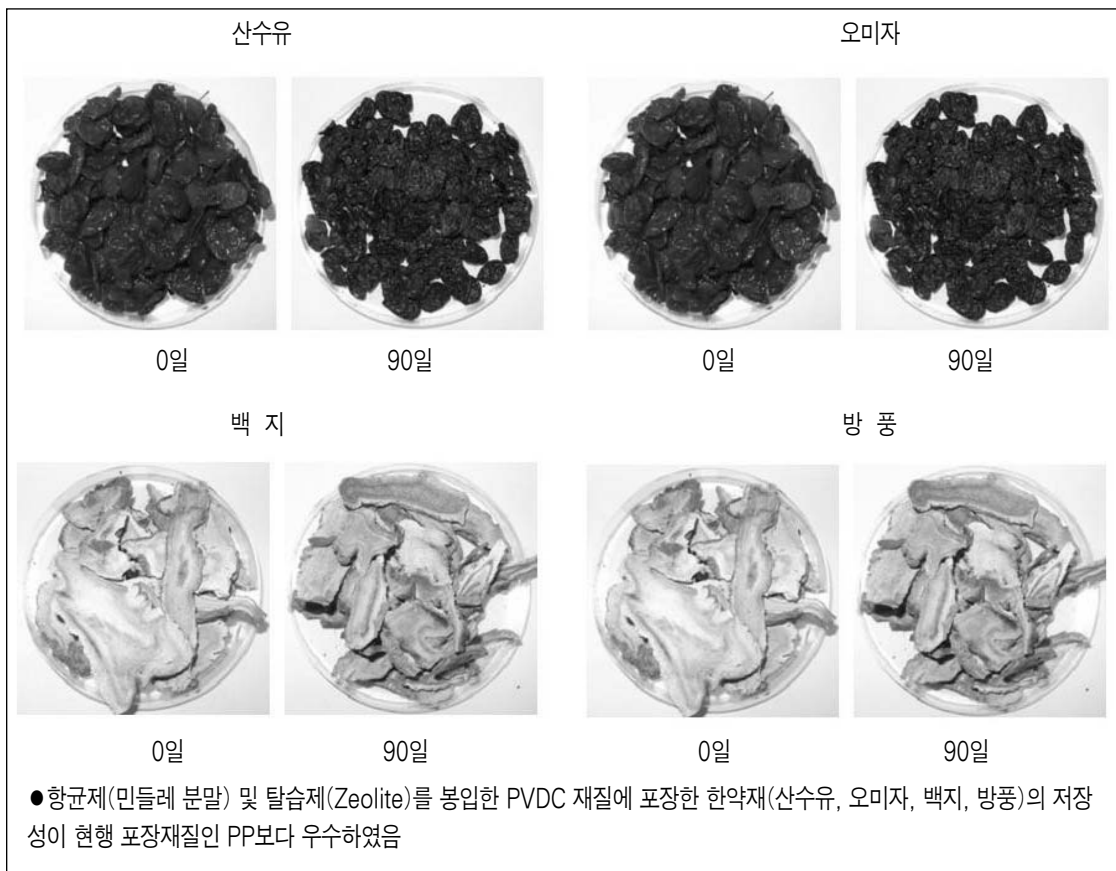 산수유 오미자
0일 90일 0일 90일
백 지 방 풍
0일 90일 0일 90일
●항균제(민들레 분말) 및 탈습제(Zeolite)를 봉입한 PVDC 재질에 포장한 한약재(산수유, 오미자, 백지, 방풍)의 저장
성이 현행 포장재질인 PP보다 우수하였음